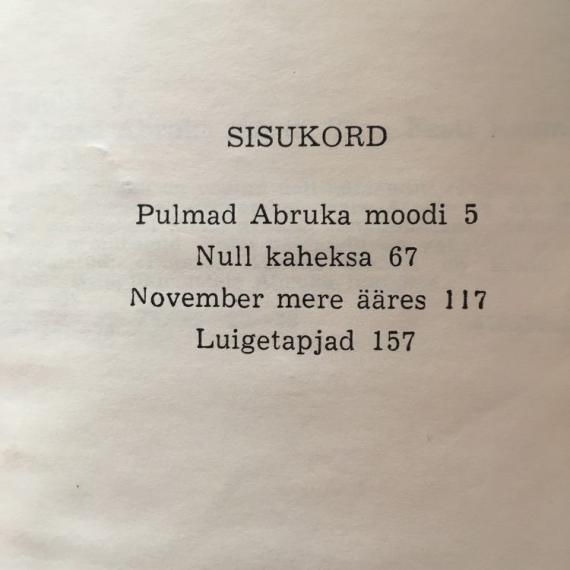 SISUKORD
Pulmad Abruka moodi 5
Null kaheksa 67
November mere ääres 117
Luigetapjad 157